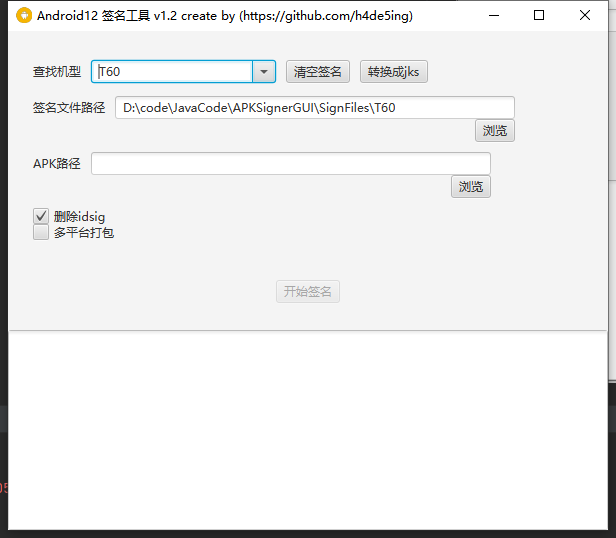 Android12 签名工具 v1.2 create by (https://github.com/h4de5ing)
查找机型 T60 清空签名 转换成jks
签名文件路径 D:\code\JavaCode\APKSignerGUI\SignFiles\T60
浏览
APK路径
浏览
删除idsig
多平台打包
开始签名